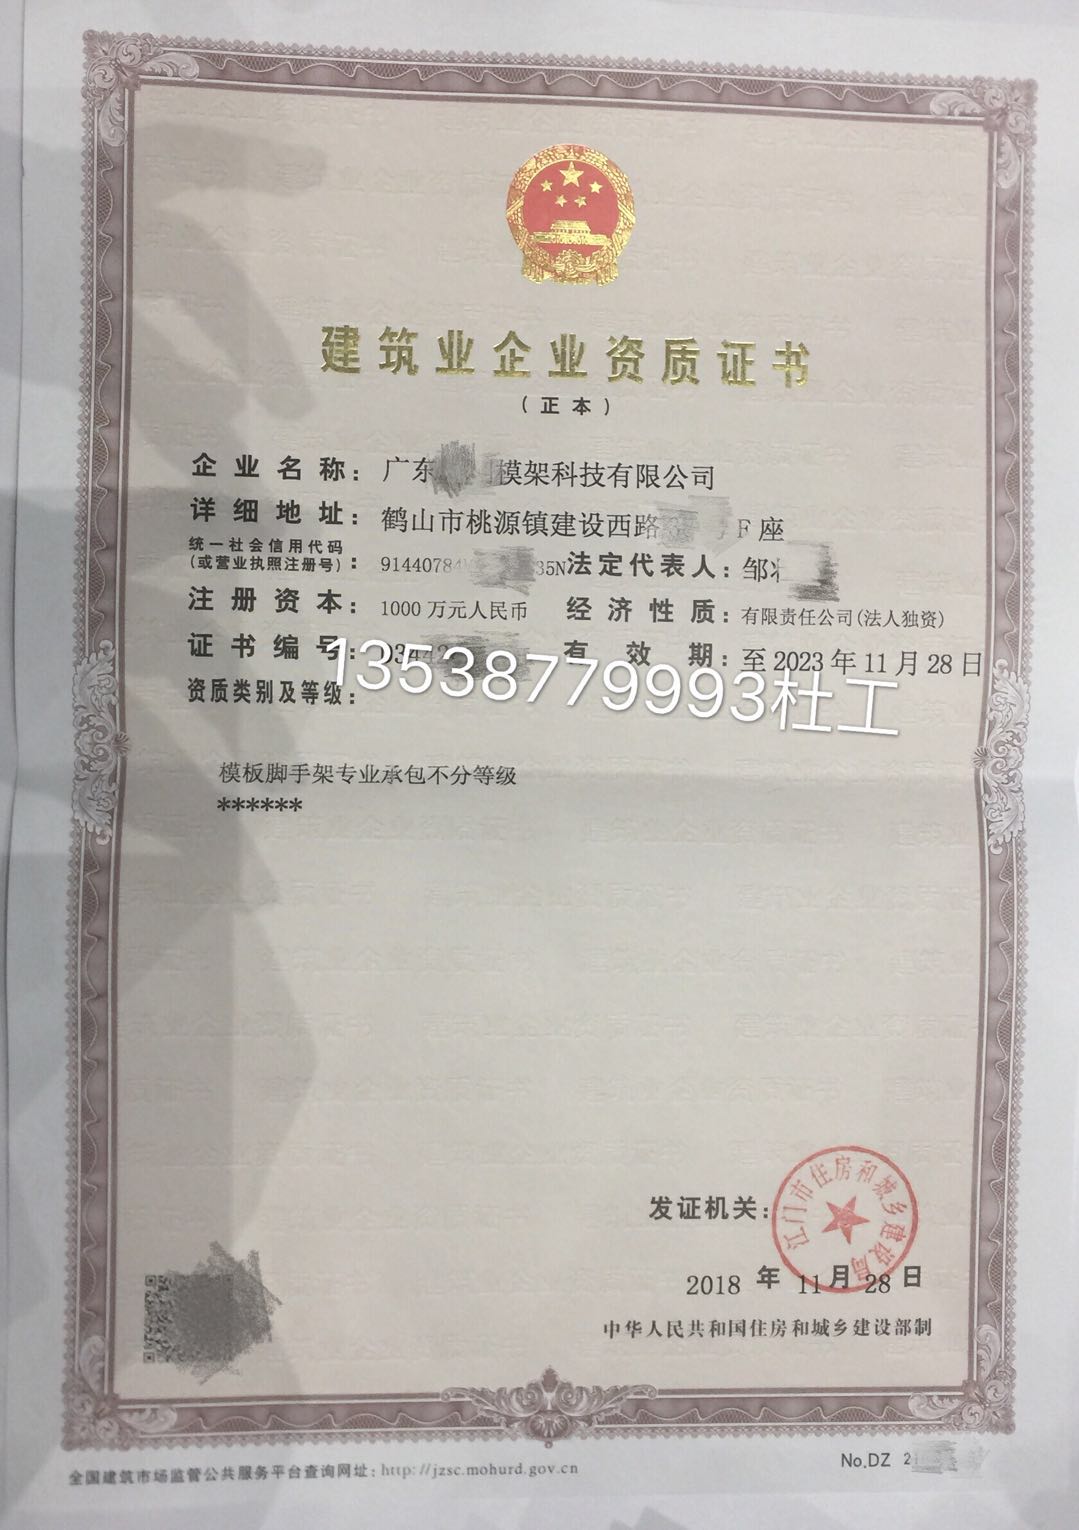 建筑业企业资质证书
（正本）
企业名称：广东 模架科技有限公司
详细地址：鹤山市桃源镇建设西路 F座
统一社会信用代码
(或营业执照注册号)：91440784 35N 法定代表人：邹
注册资本：1000万元人民币 经济性质：有限责任公司(法人独资)
证书编号： 有效期：至2023年11月28日
13538779993杜工
资质类别及等级：
模板脚手架专业承包不分等级
******
发证机关：
江门市住房和城乡建设局
2018年11月28日
中华人民共和国住房和城乡建设部制
全国建筑市场监管公共服务平台查询网址：http://jzsc.mohurd.gov.cn
No.DZ 2